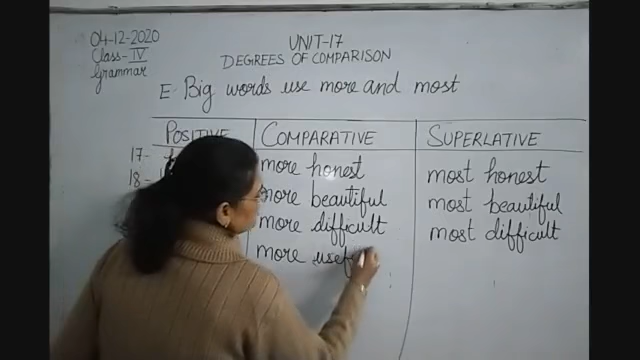 04-12-2020
Class-IV
Grammar
UNIT-17
DEGREES OF COMPARISON
E- Big words use more and most
POSITIVE COMPARATIVE SUPERLATIVE
17- more honest most honest
18- more beautiful most beautiful
more difficult most difficult
more usef